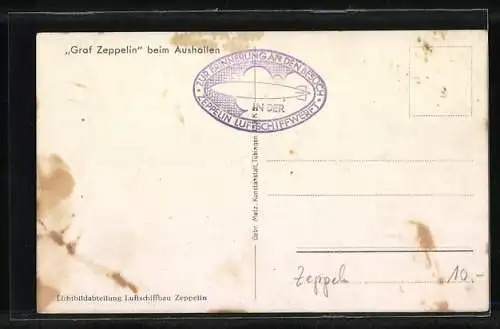 „Graf Zeppelin" beim Aushallen
ZUR ERINNERUNG AN DEN BESUCH
IN DER
ZEPPELIN LUFTSCHIFFWERFT
Gebr. Metz, Kunstanstalt, Tübingen
Zeppel 10.-
Lichtbildabteilung Luftschiffbau Zeppelin